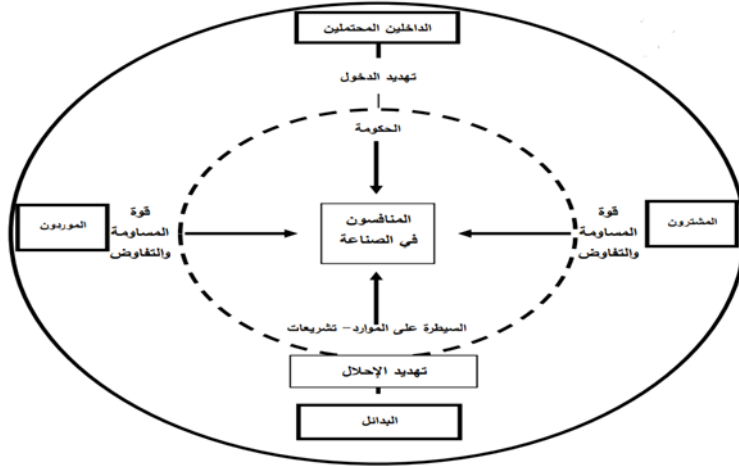 الداخلين المحتملين
تهديد الدخول
الحكومة
المشترون
قوة
المساومة
والتفاوض
المنافسون
في الصناعة
قوة
المساومة
والتفاوض
الموردون
السيطرة على الموارد- تشريعات
تهديد الإحلال
البدائل